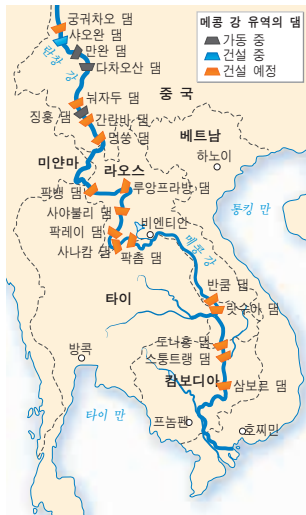 메콩 강 유역의 댐
가동 중
건설 중
건설 예정
궁궈챠오 댐
샤오완 댐
란창 강
만완 댐
다차오산 댐
눠자두 댐
징훙 댐
간란바 댐
멍쑹 댐
중국
베트남
하노이
미얀마
라오스
루앙프라방 댐
팍뱅 댐
통킹 만
사야불리 댐
비엔티안
팍레이 댐
메콩 강
사나캄 댐
팍촘 댐
반쿰 댐
타이
랏수아 댐
방콕
돈사홍 댐
스퉁트랭 댐
캄보디아
삼보르 댐
타이 만
프놈펜
호찌민